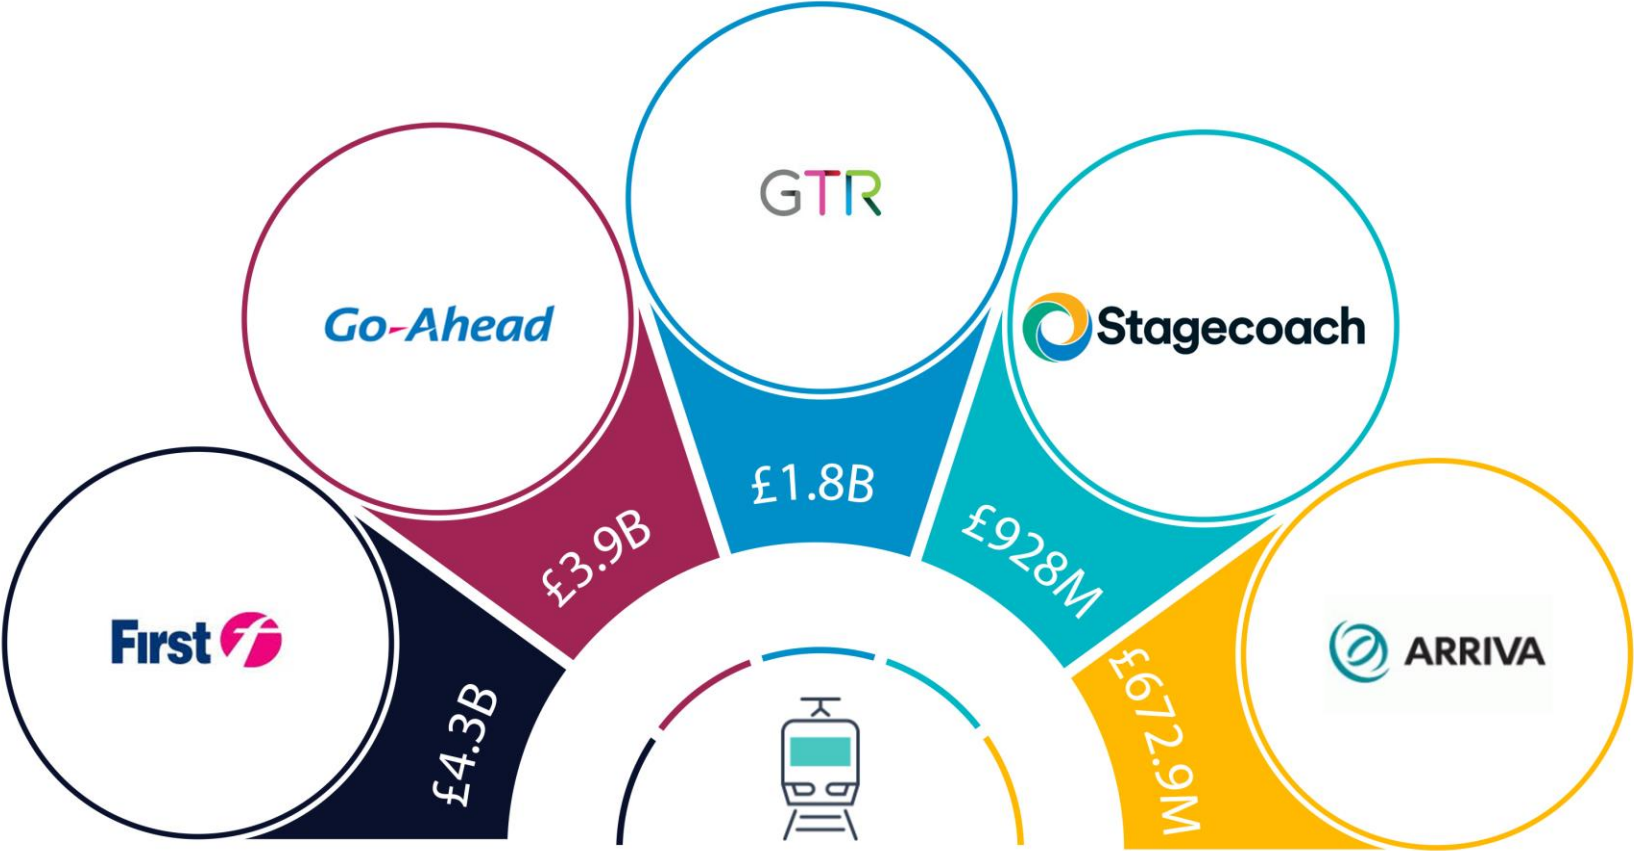 GTR
Go-Ahead
Stagecoach
£1.8B
£3.9B
£928M
First
ARRIVA
£4.3B
£672.9M